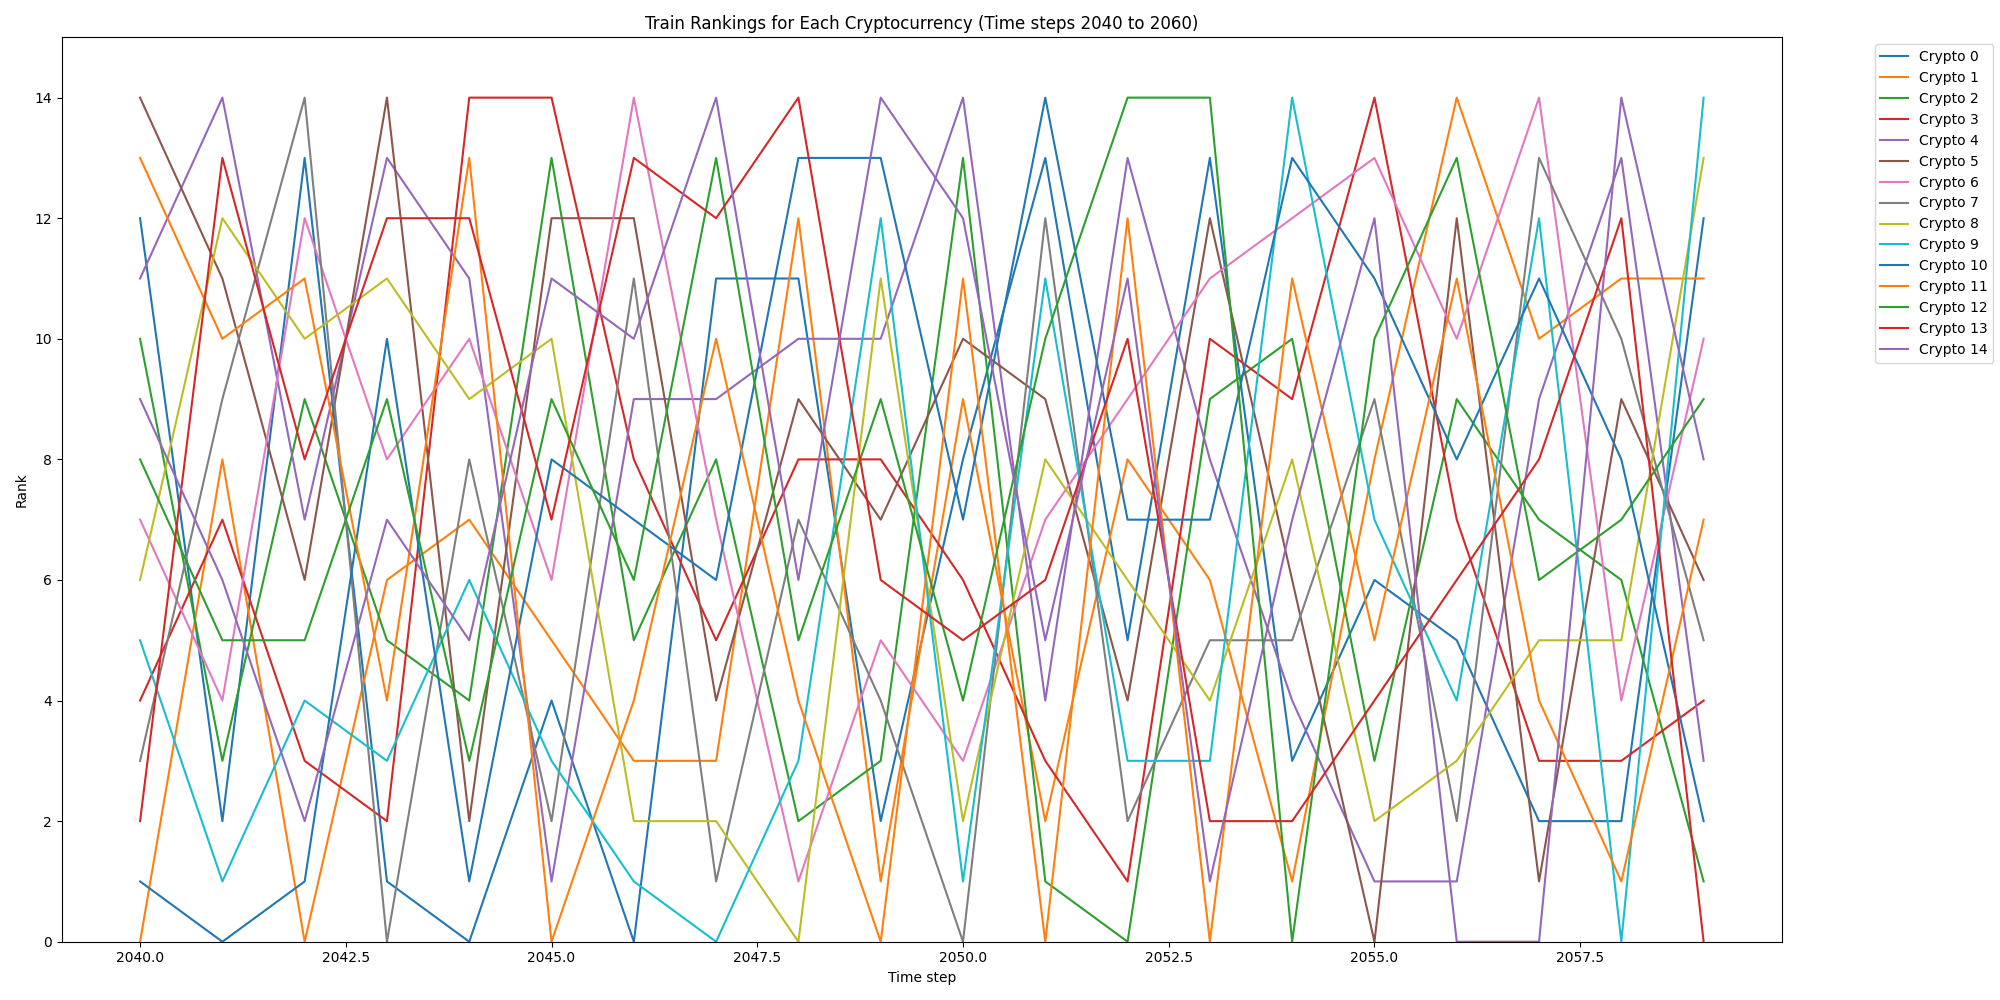 Train Rankings for Each Cryptocurrency (Time steps 2040 to 2060)
Rank
14
12
10
8
6
4
2
0
2040.0 2042.5 2045.0 2047.5 2050.0 2052.5 2055.0 2057.5
Time step
Crypto 0
Crypto 1
Crypto 2
Crypto 3
Crypto 4
Crypto 5
Crypto 6
Crypto 7
Crypto 8
Crypto 9
Crypto 10
Crypto 11
Crypto 12
Crypto 13
Crypto 14